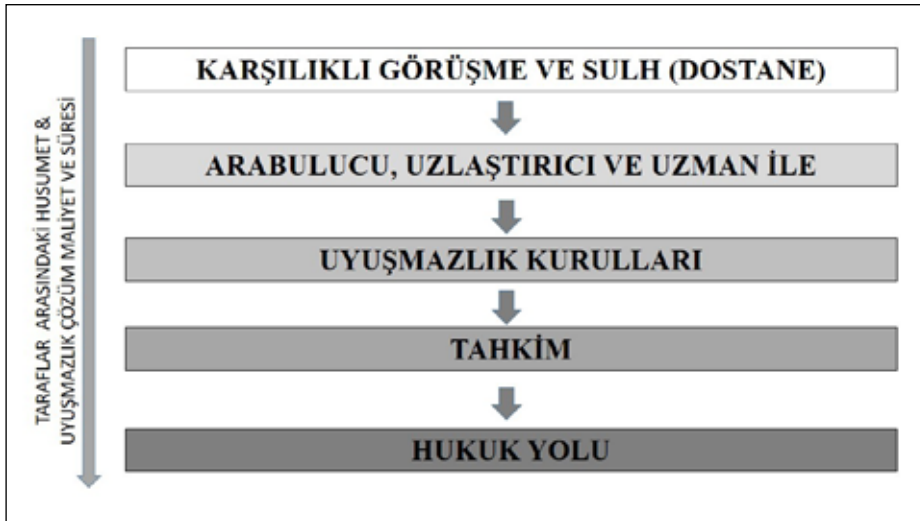 TARAFLAR ARASINDAKİ HUSUMET &
UYUŞMAZLIK ÇÖZÜM MALİYET VE SÜRESİ
KARŞILIKLI GÖRÜŞME VE SULH (DOSTANE)
ARABULUCU, UZLAŞTIRICI VE UZMAN İLE
UYUŞMAZLIK KURULLARI
TAHKİM
HUKUK YOLU